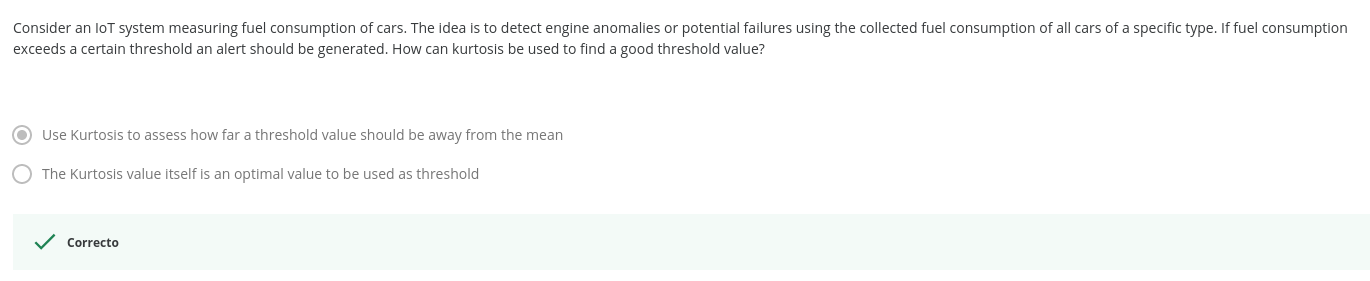 Consider an IoT system measuring fuel consumption of cars. The idea is to detect engine anomalies or potential failures using the collected fuel consumption of all cars of a specific type. If fuel consumption
exceeds a certain threshold an alert should be generated. How can kurtosis be used to find a good threshold value?
Use Kurtosis to assess how far a threshold value should be away from the mean
The Kurtosis value itself is an optimal value to be used as threshold
Correcto